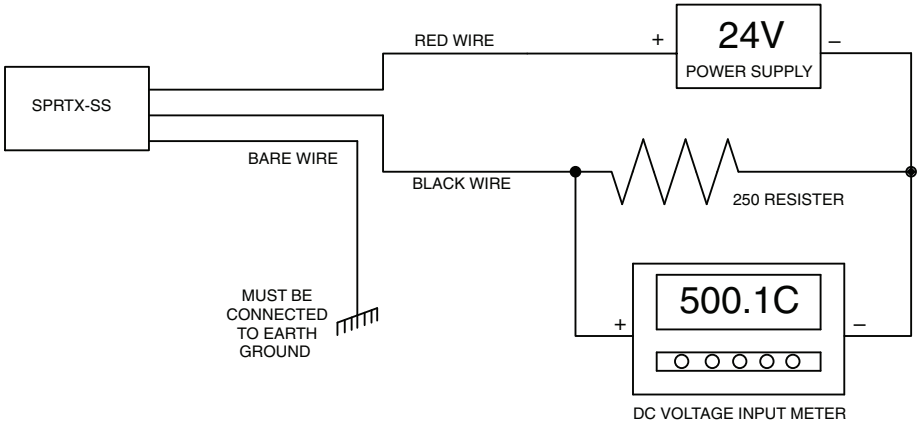 RED WIRE
+
24V
–
POWER SUPPLY
SPRTX-SS
BARE WIRE
BLACK WIRE
250 RESISTER
MUST BE
CONNECTED
TO EARTH
GROUND
500.1C
+
–
DC VOLTAGE INPUT METER